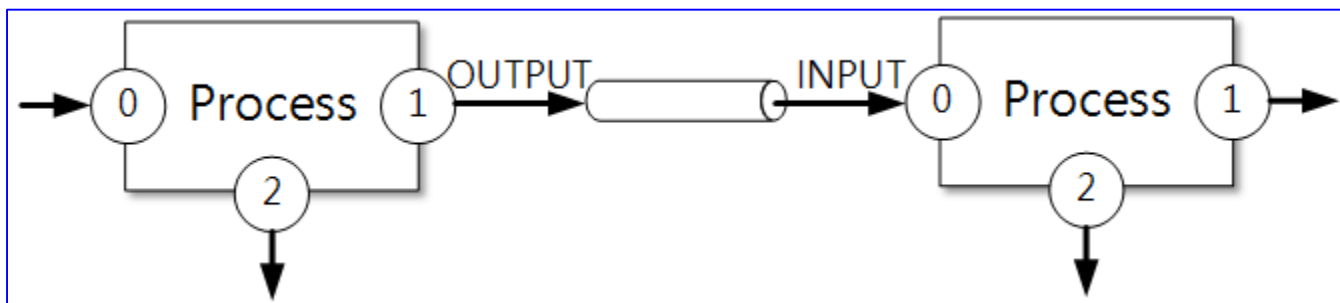 OUTPUT INPUT
0 Process 1 0 Process 1
2 2